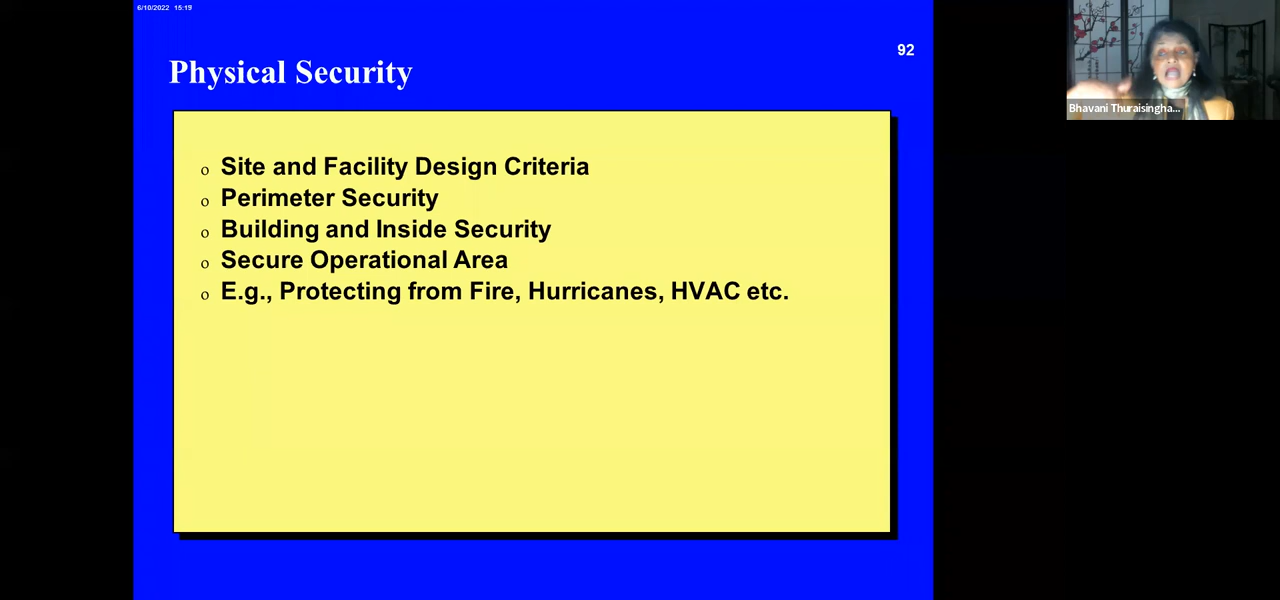 6/10/2022 15:19
92
Physical Security
o Site and Facility Design Criteria
o Perimeter Security
o Building and Inside Security
o Secure Operational Area
o E.g., Protecting from Fire, Hurricanes, HVAC etc.
Bhavani Thuraisingha...